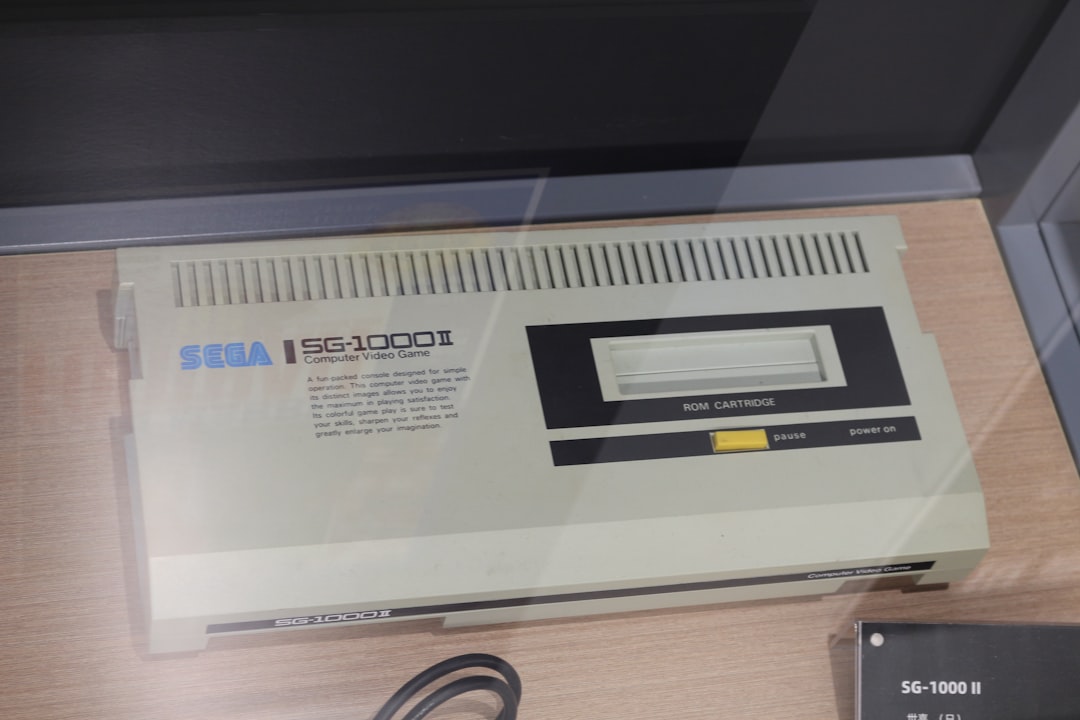 SEGA
SG-1000II
Computer Video Game
A fun-packed console designed for simple
operation. This computer video game with
its distinct images allows you to enjoy
the maximum in playing satisfaction.
Its colorful game play is sure to test
your skills, sharpen your reflexes and
greatly enlarge your imagination.
ROM CARTRIDGE
pause
power on
Computer Video Game
SG-1000II
SG-1000 II